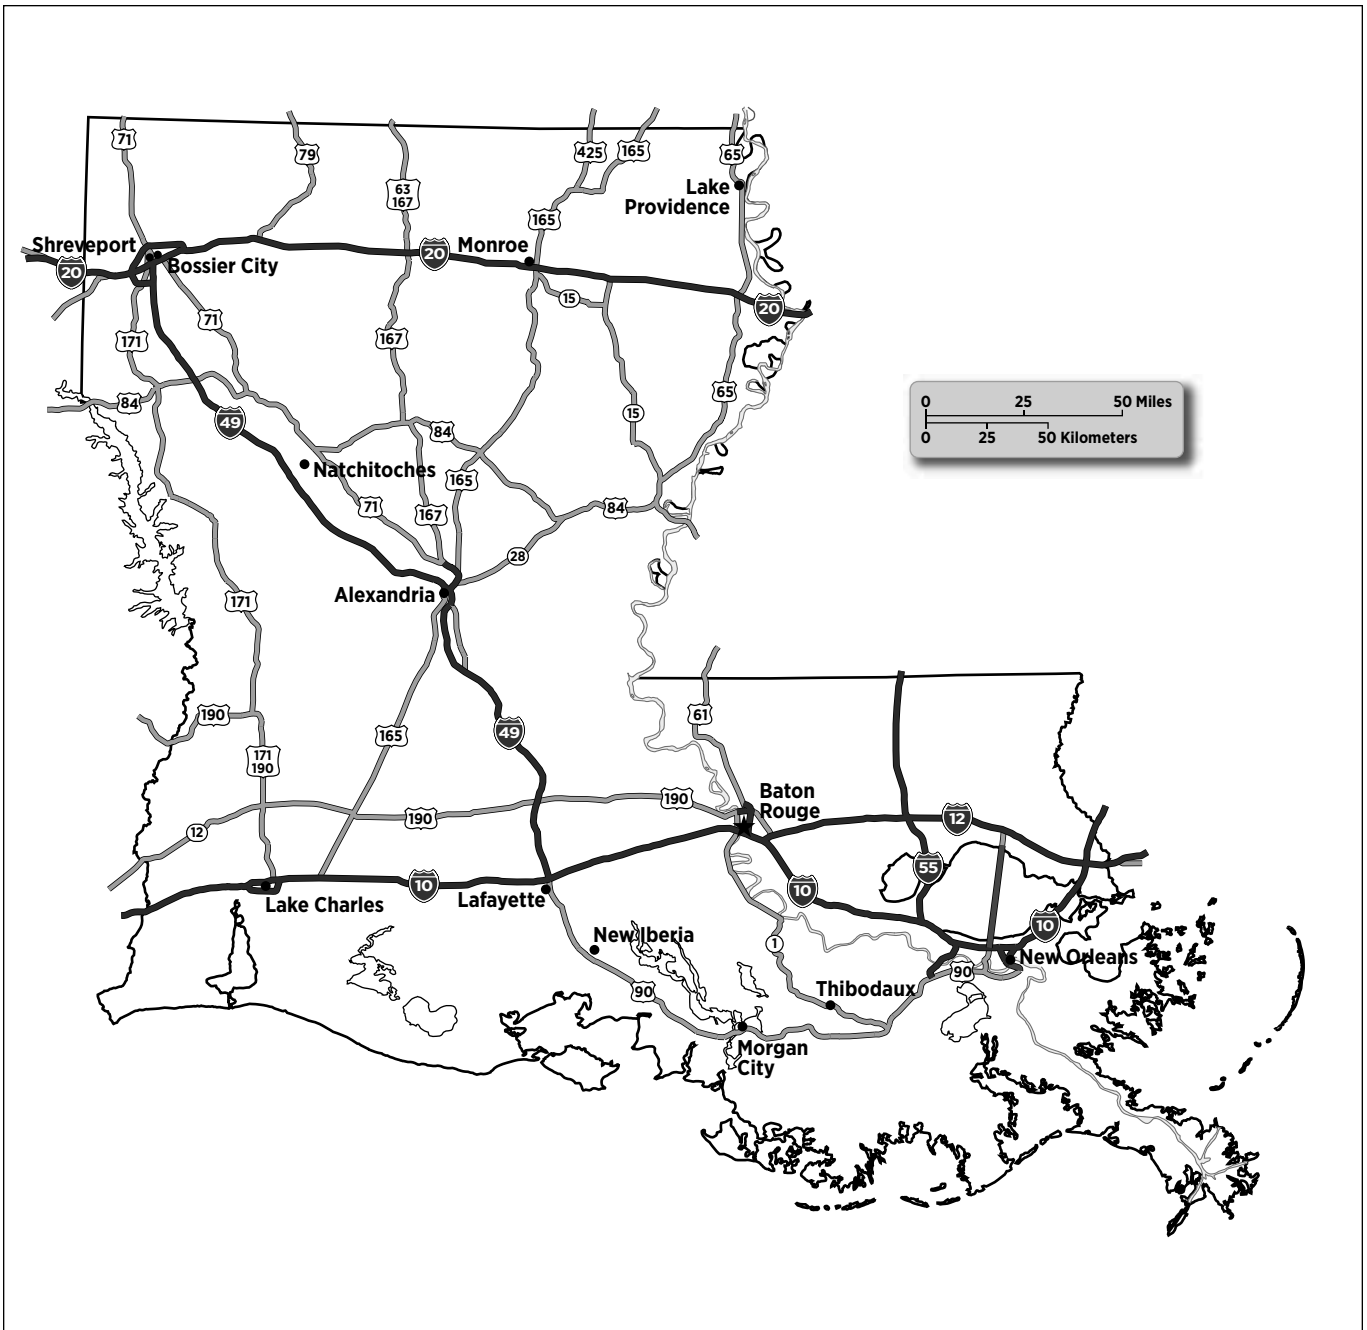 71
79
425
165
65
63
167
Lake
Providence
165
Shreveport
20
Monroe
20
Bossier City
20
15
71
171
167
65
84
0 25 50 Miles
0 25 50 Kilometers
49
15
84
Natchitoches
165
71
167
84
28
Alexandria
171
190
61
165
49
171
190
Baton
Rouge
190
190
12
12
55
10
10
Lake Charles
Lafayette
10
New Iberia
1
New Orleans
90
90
Thibodaux
Morgan
City